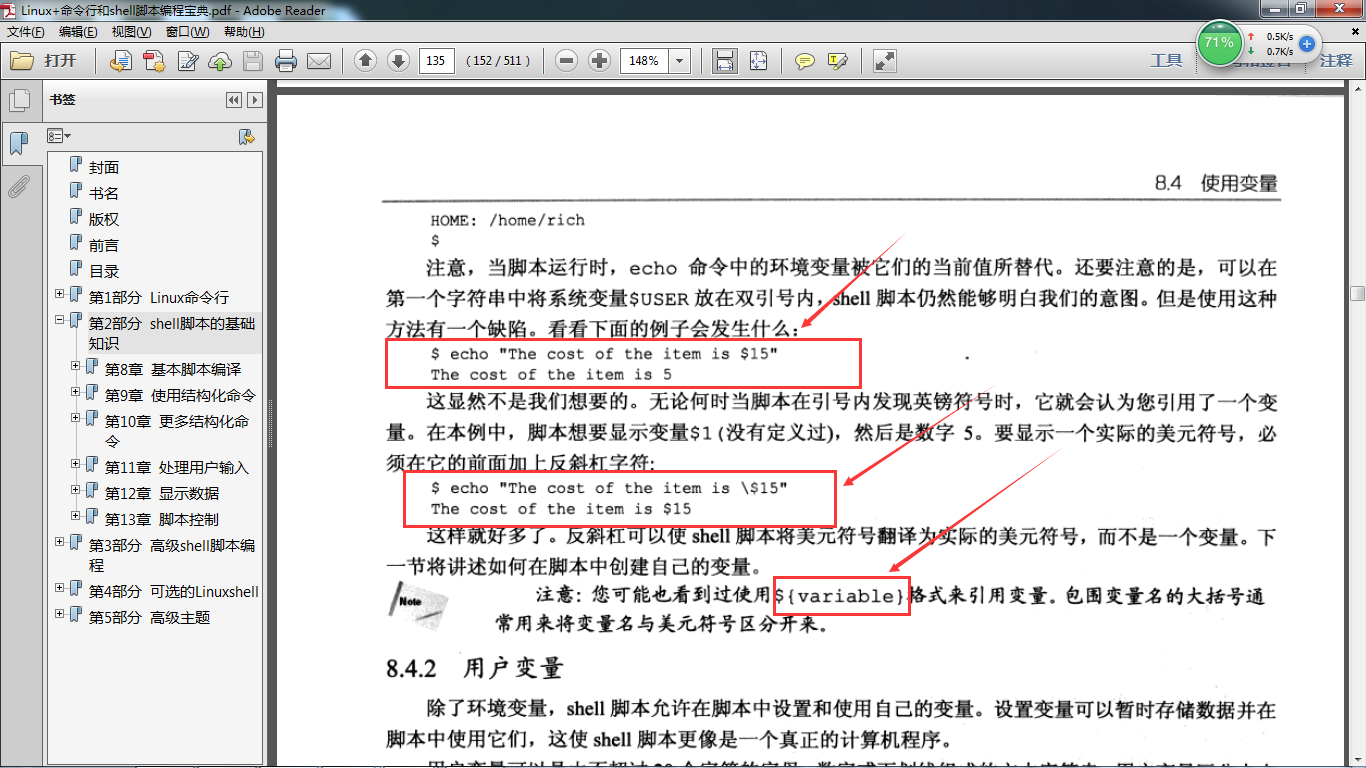 Linux+命令行和shell脚本编程宝典.pdf - Adobe Reader
文件(F) 编辑(E) 视图(V) 窗口(W) 帮助(H)
打开 135 (152 / 511) 148% 工具 注释
71% 0.5K/s
0.7K/s
书签
封面
书名
版权
前言
目录
第1部分 Linux命令行
第2部分 shell脚本的基础
知识
第8章 基本脚本编译
第9章 使用结构化命令
第10章 更多结构化命
令
第11章 处理用户输入
第12章 显示数据
第13章 脚本控制
第3部分 高级shell脚本编
程
第4部分 可选的Linuxshell
第5部分 高级主题
8.4 使用变量
HOME: /home/rich
$
注意，当脚本运行时，echo 命令中的环境变量被它们的当前值所替代。还要注意的是，可以在
第一个字符串中将系统变量$USER 放在双引号内，shell 脚本仍然能够明白我们的意图。但是使用这种
方法有一个缺陷。看看下面的例子会发生什么：
$ echo "The cost of the item is $15"
The cost of the item is 5
这显然不是我们想要的。无论何时当脚本在引号内发现英镑符号时，它就会认为您引用了一个变
量。在本例中，脚本想要显示变量$1(没有定义过)，然后是数字 5。要显示一个实际的美元符号，必
须在它的前面加上反斜杠字符:
$ echo "The cost of the item is \$15"
The cost of the item is $15
这样就好多了。反斜杠可以使 shell 脚本将美元符号翻译为实际的美元符号，而不是一个变量。下
一节将讲述如何在脚本中创建自己的变量。
Note
注意：您可能也看到过使用${variable}格式来引用变量。包围变量名的大括号通
常用来将变量名与美元符号区分开来。
8.4.2 用户变量
除了环境变量，shell 脚本允许在脚本中设置和使用自己的变量。设置变量可以暂时存储数据并在
脚本中使用它们，这使 shell 脚本更像是一个真正的计算机程序。